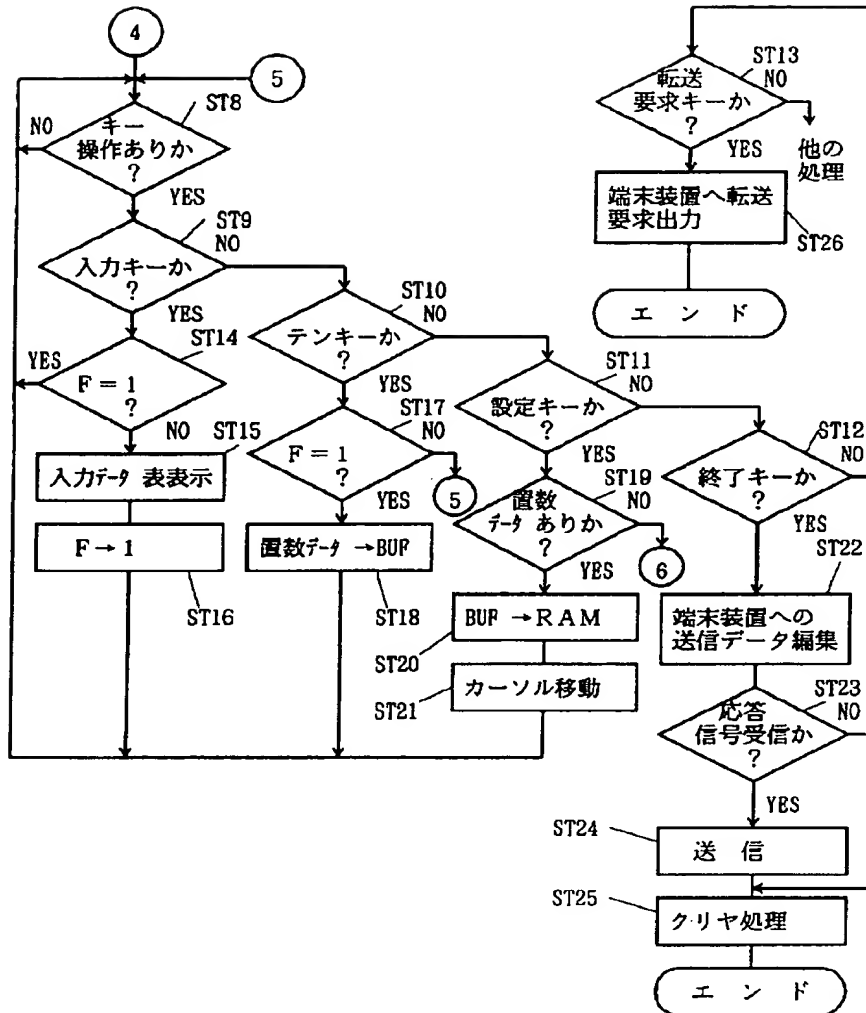 4
5
ST8
NO
キー
操作ありか
?
YES
ST9
NO
入力キーか
?
YES
ST14
YES
F=1
?
NO
ST15
入力データ 表表示
F→1
ST16
ST10
NO
テンキーか
?
YES
ST17
NO
F=1
?
5
YES
置数データ→BUF
ST18
ST11
NO
設定キーか
?
YES
ST19
NO
置数
データ ありか
?
6
YES
BUF →RAM
ST20
カーソル移動
ST21
ST12
NO
終了キーか
?
YES
ST22
端末装置への
送信データ編集
ST23
NO
応答
信号受信か
?
YES
ST24
送 信
ST25
クリヤ処理
エ ン ド
ST13
NO
転送
要求キーか
?
YES
他の
処理
端末装置へ転送
要求出力
ST26
エ ン ド